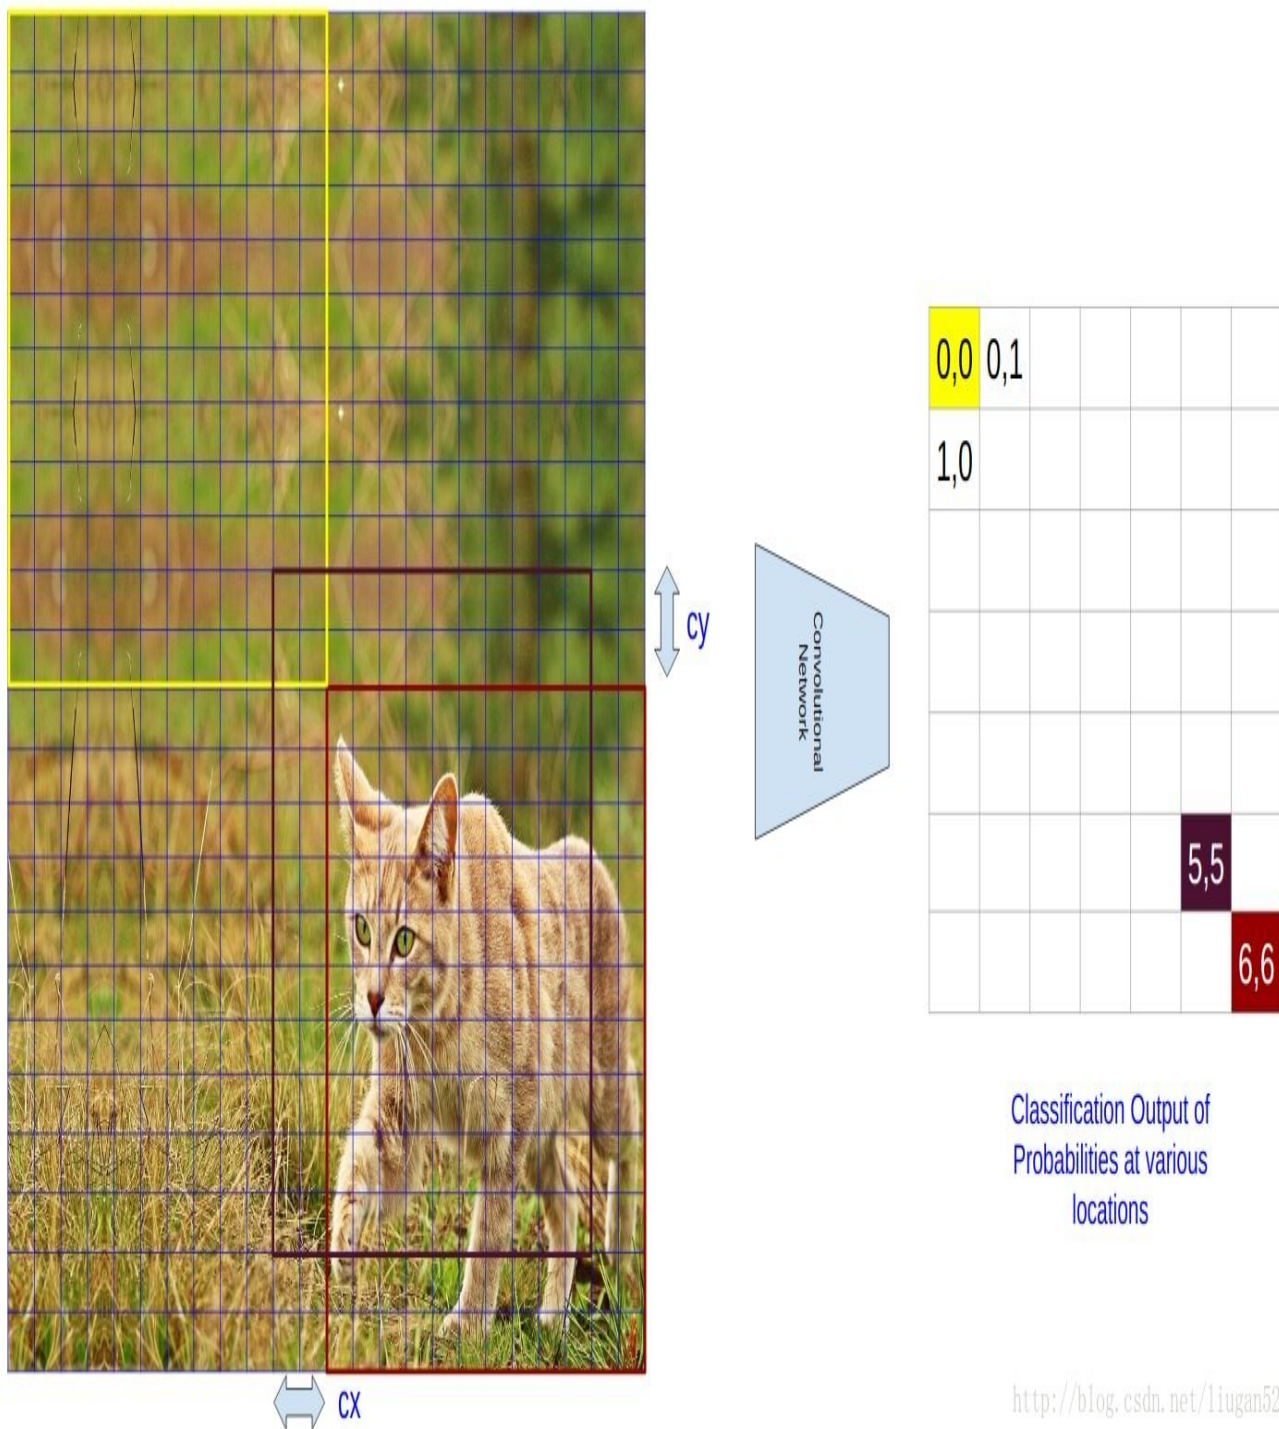 0,0 0,1
1,0
cy
Convolutional
Network
5,5
6,6
Classification Output of
Probabilities at various
locations
cx
http://blog.csdn.net/liugan52